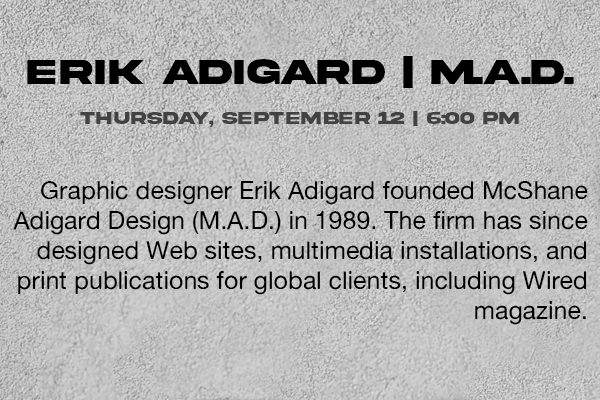 ERIK ADIGARD | M.A.D.
THURSDAY, SEPTEMBER 12 | 6:00 PM
Graphic designer Erik Adigard founded McShane
Adigard Design (M.A.D.) in 1989. The firm has since
designed Web sites, multimedia installations, and
print publications for global clients, including Wired
magazine.